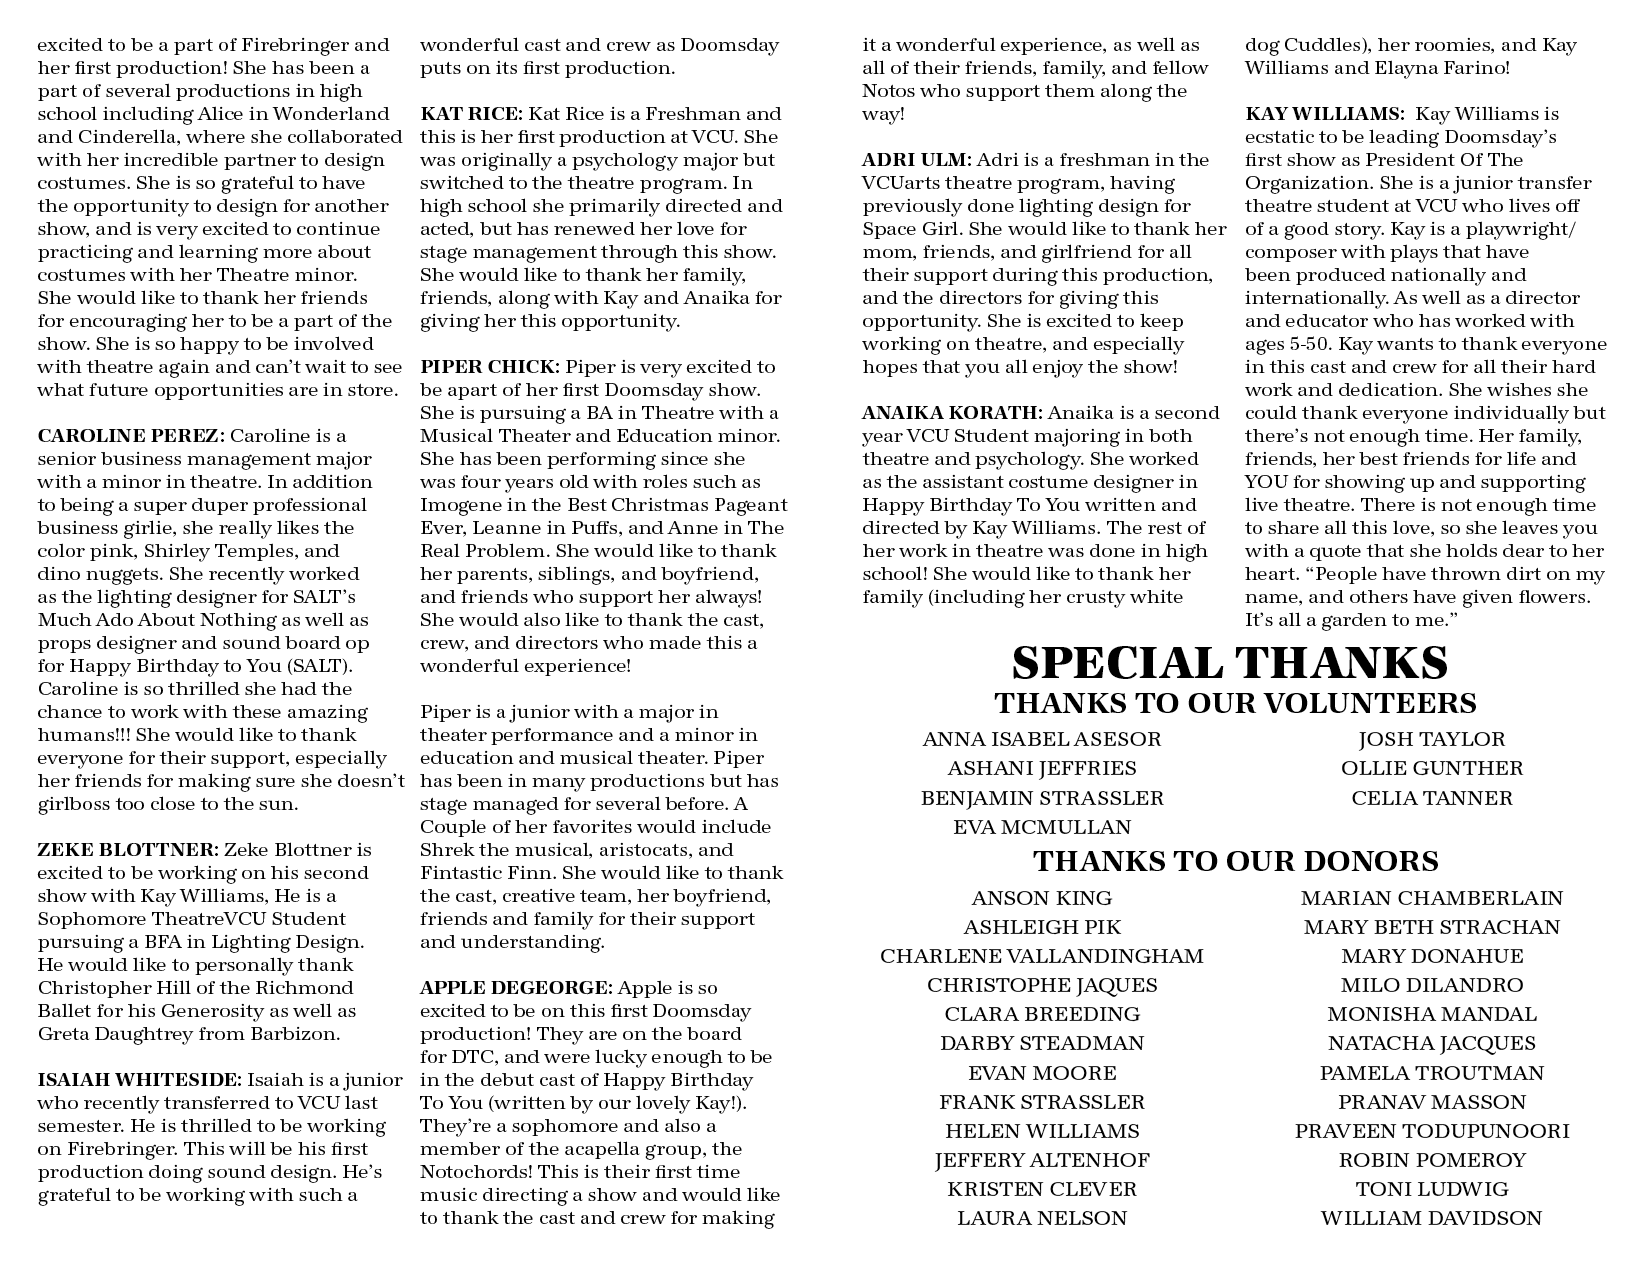 excited to be a part of Firebringer and
her first production! She has been a
part of several productions in high
school including Alice in Wonderland
and Cinderella, where she collaborated
with her incredible partner to design
costumes. She is so grateful to have
the opportunity to design for another
show, and is very excited to continue
practicing and learning more about
costumes with her Theatre minor.
She would like to thank her friends
for encouraging her to be a part of the
show. She is so happy to be involved
with theatre again and can’t wait to see
what future opportunities are in store.
CAROLINE PEREZ: Caroline is a
senior business management major
with a minor in theatre. In addition
to being a super duper professional
business girlie, she really likes the
color pink, Shirley Temples, and
dino nuggets. She recently worked
as the lighting designer for SALT’s
Much Ado About Nothing as well as
props designer and sound board op
for Happy Birthday to You (SALT).
Caroline is so thrilled she had the
chance to work with these amazing
humans!!! She would like to thank
everyone for their support, especially
her friends for making sure she doesn’t
girlboss too close to the sun.
ZEKE BLOTTNER: Zeke Blottner is
excited to be working on his second
show with Kay Williams, He is a
Sophomore TheatreVCU Student
pursuing a BFA in Lighting Design.
He would like to personally thank
Christopher Hill of the Richmond
Ballet for his Generosity as well as
Greta Daughtrey from Barbizon.
ISAIAH WHITESIDE: Isaiah is a junior
who recently transferred to VCU last
semester. He is thrilled to be working
on Firebringer. This will be his first
production doing sound design. He’s
grateful to be working with such a
wonderful cast and crew as Doomsday
puts on its first production.
KAT RICE: Kat Rice is a Freshman and
this is her first production at VCU. She
was originally a psychology major but
switched to the theatre program. In
high school she primarily directed and
acted, but has renewed her love for
stage management through this show.
She would like to thank her family,
friends, along with Kay and Anaika for
giving her this opportunity.
PIPER CHICK: Piper is very excited to
be apart of her first Doomsday show.
She is pursuing a BA in Theatre with a
Musical Theater and Education minor.
She has been performing since she
was four years old with roles such as
Imogene in the Best Christmas Pageant
Ever, Leanne in Puffs, and Anne in The
Real Problem. She would like to thank
her parents, siblings, and boyfriend,
and friends who support her always!
She would also like to thank the cast,
crew, and directors who made this a
wonderful experience!
Piper is a junior with a major in
theater performance and a minor in
education and musical theater. Piper
has been in many productions but has
stage managed for several before. A
Couple of her favorites would include
Shrek the musical, aristocats, and
Fintastic Finn. She would like to thank
the cast, creative team, her boyfriend,
friends and family for their support
and understanding.
APPLE DEGEORGE: Apple is so
excited to be on this first Doomsday
production! They are on the board
for DTC, and were lucky enough to be
in the debut cast of Happy Birthday
To You (written by our lovely Kay!).
They’re a sophomore and also a
member of the acapella group, the
Notochords! This is their first time
music directing a show and would like
to thank the cast and crew for making
it a wonderful experience, as well as
all of their friends, family, and fellow
Notos who support them along the
way!
ADRI ULM: Adri is a freshman in the
VCUarts theatre program, having
previously done lighting design for
Space Girl. She would like to thank her
mom, friends, and girlfriend for all
their support during this production,
and the directors for giving this
opportunity. She is excited to keep
working on theatre, and especially
hopes that you all enjoy the show!
ANAIKA KORATH: Anaika is a second
year VCU Student majoring in both
theatre and psychology. She worked
as the assistant costume designer in
Happy Birthday To You written and
directed by Kay Williams. The rest of
her work in theatre was done in high
school! She would like to thank her
family (including her crusty white
dog Cuddles), her roomies, and Kay
Williams and Elayna Farino!
KAY WILLIAMS: Kay Williams is
ecstatic to be leading Doomsday’s
first show as President Of The
Organization. She is a junior transfer
theatre student at VCU who lives off
of a good story. Kay is a playwright/
composer with plays that have
been produced nationally and
internationally. As well as a director
and educator who has worked with
ages 5-50. Kay wants to thank everyone
in this cast and crew for all their hard
work and dedication. She wishes she
could thank everyone individually but
there’s not enough time. Her family,
friends, her best friends for life and
YOU for showing up and supporting
live theatre. There is not enough time
to share all this love, so she leaves you
with a quote that she holds dear to her
heart. “People have thrown dirt on my
name, and others have given flowers.
It’s all a garden to me.”
SPECIAL THANKS
THANKS TO OUR VOLUNTEERS
ANNA ISABEL ASESOR
ASHANI JEFFRIES
BENJAMIN STRASSLER
EVA MCMULLAN
JOSH TAYLOR
OLLIE GUNTHER
CELIA TANNER
THANKS TO OUR DONORS
ANSON KING
ASHLEIGH PIK
CHARLENE VALLANDINGHAM
CHRISTOPHE JAQUES
CLARA BREEDING
DARBY STEADMAN
EVAN MOORE
FRANK STRASSLER
HELEN WILLIAMS
JEFFERY ALTENHOF
KRISTEN CLEVER
LAURA NELSON
MARIAN CHAMBERLAIN
MARY BETH STRACHAN
MARY DONAHUE
MILO DILANDRO
MONISHA MANDAL
NATACHA JACQUES
PAMELA TROUTMAN
PRANAV MASSON
PRAVEEN TODUPUNOORI
ROBIN POMEROY
TONI LUDWIG
WILLIAM DAVIDSON